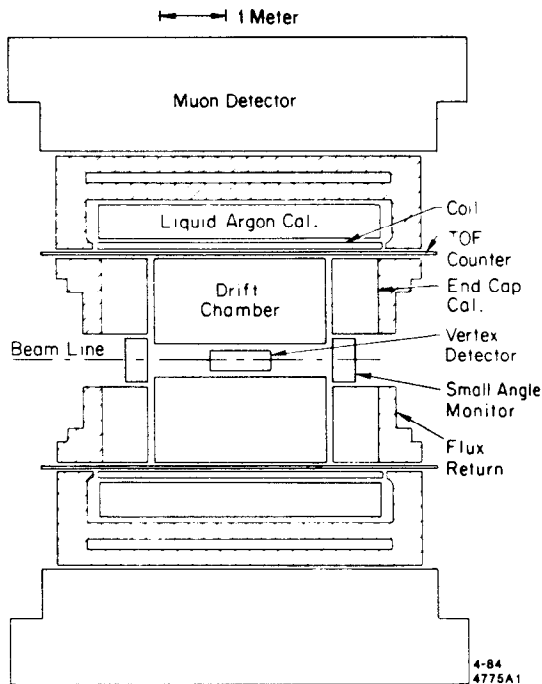 1 Meter
Muon Detector
Liquid Argon Cal.
Coil
TOF
Counter
End Cap
Cal.
Drift
Chamber
Vertex
Detector
Beam Line
Small Angle
Monitor
Flux
Return
4-84
4775A1